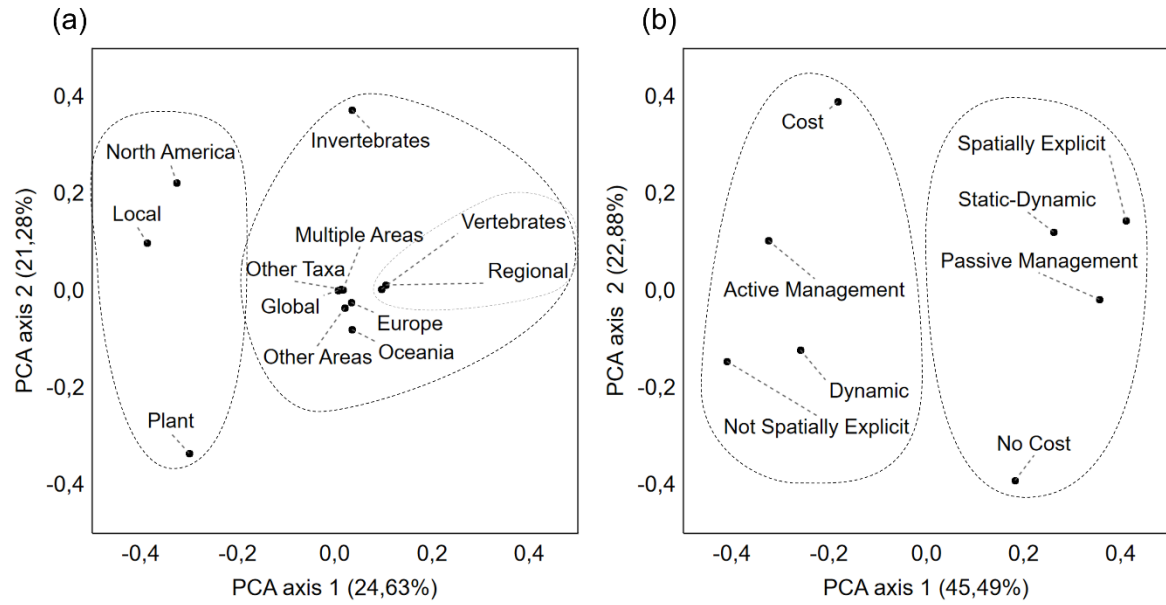 (a)
PCA axis 2 (21,28%)
0,4
0,2
0,0
-0,2
-0,4
North America
Local
Plant
Invertebrates
Multiple Areas
Vertebrates
Other Taxa
Regional
Global
Europe
Other Areas
Oceania
-0,4
-0,2
0,0
0,2
0,4
PCA axis 1 (24,63%)
(b)
PCA axis 2 (22,88%)
0,4
0,2
0,0
-0,2
-0,4
Cost
Active Management
Dynamic
Not Spatially Explicit
Spatially Explicit
Static-Dynamic
Passive Management
No Cost
-0,4
-0,2
0,0
0,2
0,4
PCA axis 1 (45,49%)